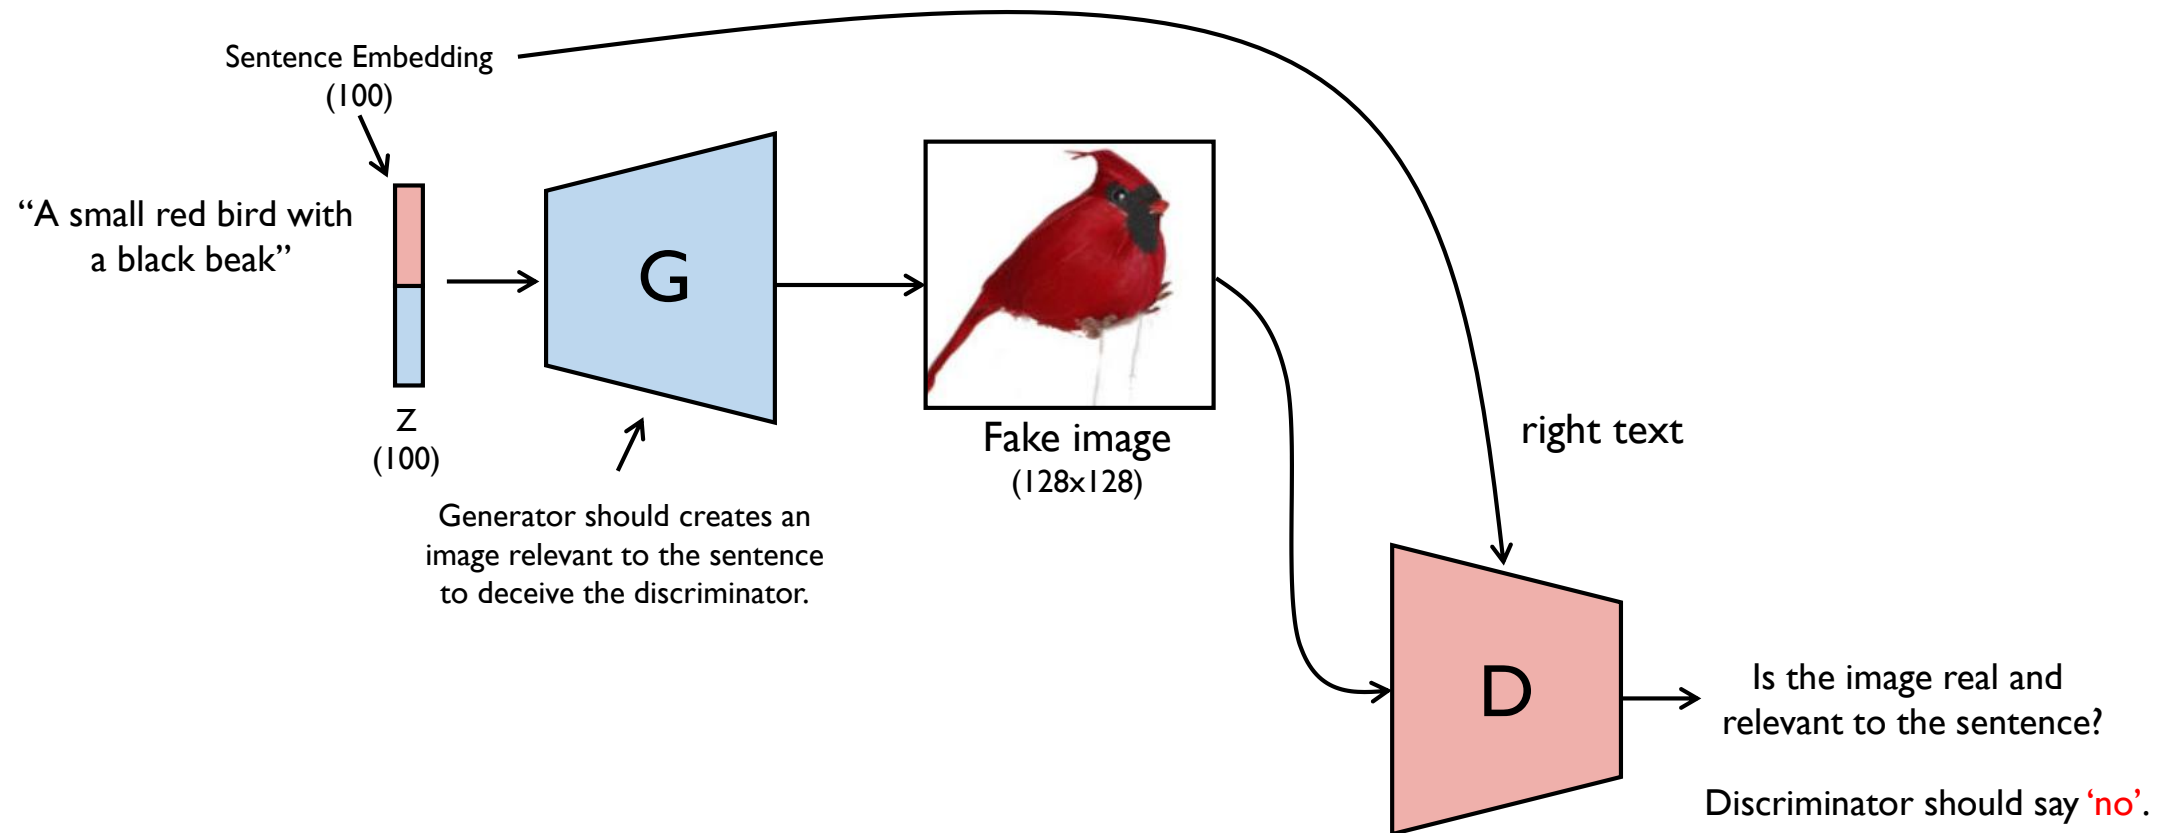 Sentence Embedding
(100)
“A small red bird with
a black beak”
G
z
(100)
Fake image
(128x128)
right text
Generator should creates an
image relevant to the sentence
to deceive the discriminator.
D
Is the image real and
relevant to the sentence?
Discriminator should say ‘no’.